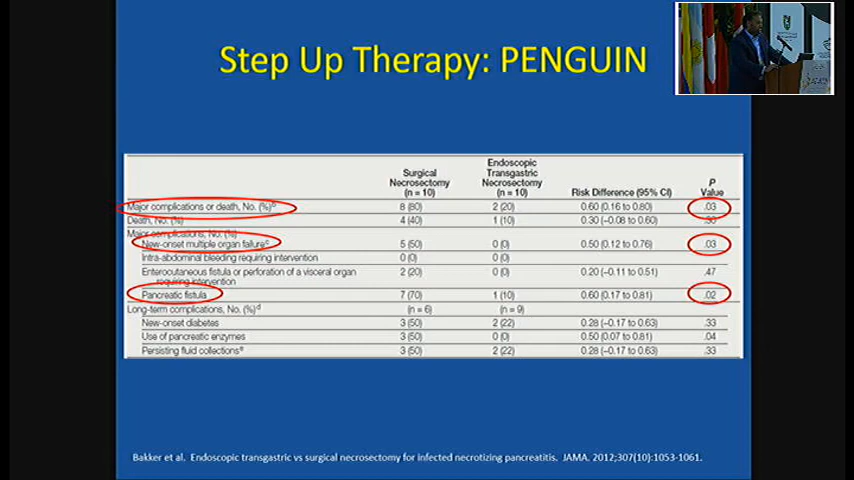 Step Up Therapy: PENGUIN
Surgical Necrosectomy (n = 10) Endoscopic Transgastric Necrosectomy (n = 10) Risk Difference (95% CI) P Value
Major complications or death, No. (%)b 8 (80) 2 (20) 0.60 (0.16 to 0.80) .03
Death, No. (%) 4 (40) 1 (10) 0.30 (−0.08 to 0.60) .30
Major complications, No. (%)
New-onset multiple organ failurec 5 (50) 0 (0) 0.50 (0.12 to 0.76) .03
Intra-abdominal bleeding requiring intervention 0 (0) 0 (0)
Enterocutaneous fistula or perforation of a visceral organ requiring intervention 2 (20) 0 (0) 0.20 (−0.11 to 0.51) .47
Pancreatic fistula 7 (70) 1 (10) 0.60 (0.17 to 0.81) .02
Long-term complications, No. (%)d (n = 6) (n = 9)
New-onset diabetes 3 (50) 2 (22) 0.28 (−0.17 to 0.63) .33
Use of pancreatic enzymes 3 (50) 0 (0) 0.50 (0.07 to 0.81) .04
Persisting fluid collectionse 3 (50) 2 (22) 0.28 (−0.17 to 0.63) .33
Bakker et al. Endoscopic transgastric vs surgical necrosectomy for infected necrotizing pancreatitis. JAMA. 2012;307(10):1053-1061.